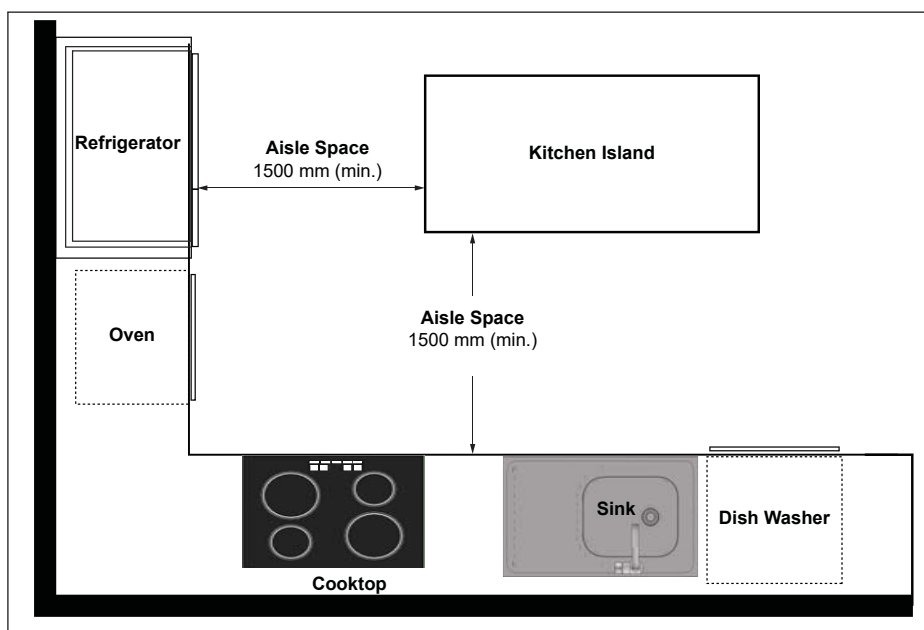 Refrigerator
Aisle Space
1500 mm (min.)
Kitchen Island
Oven
Aisle Space
1500 mm (min.)
Sink
Dish Washer
Cooktop